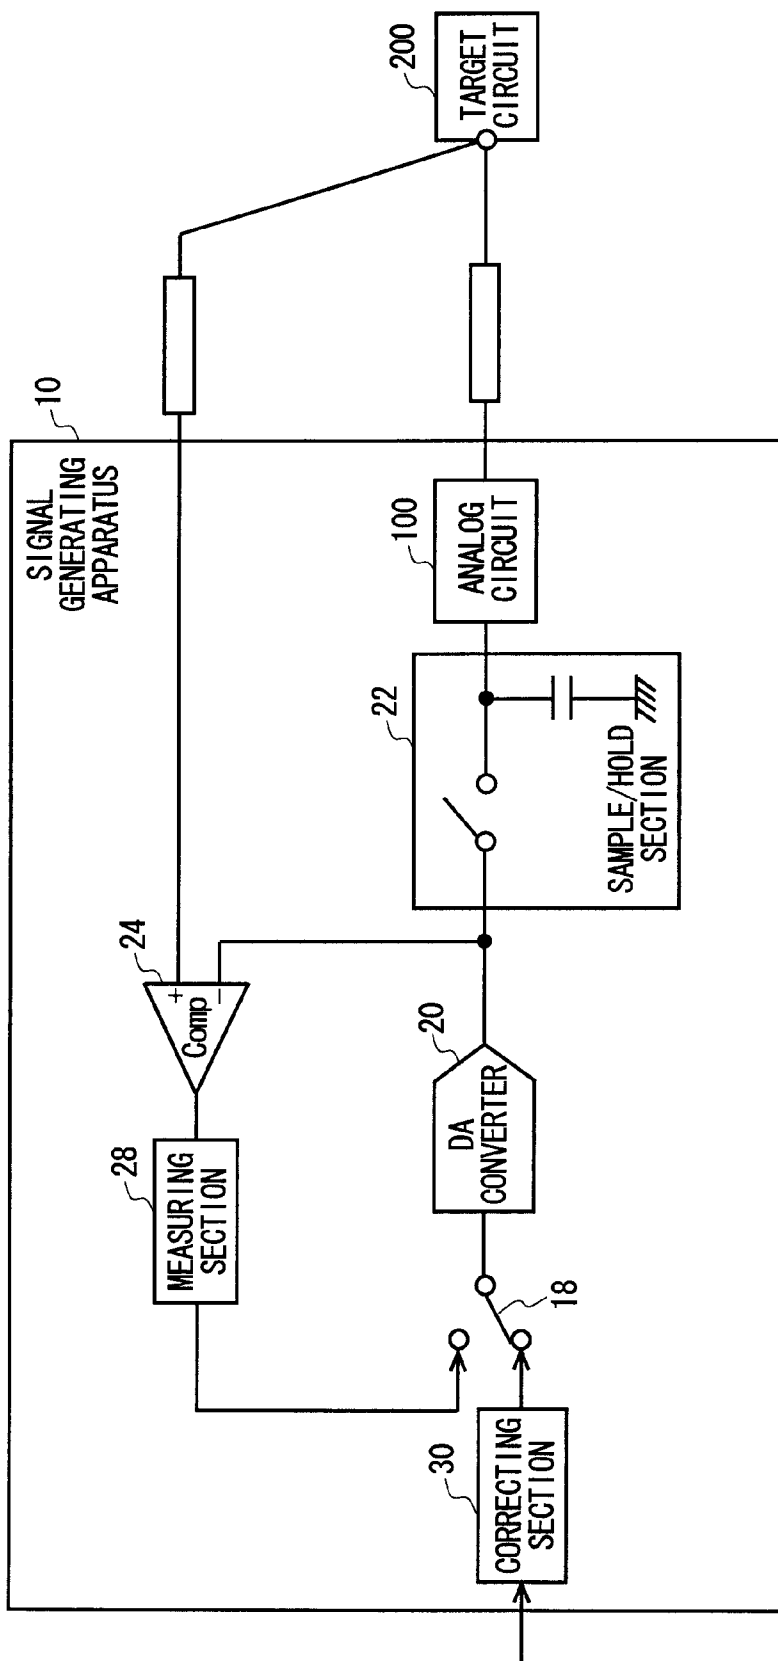 10
SIGNAL
GENERATING
APPARATUS
24
+
−
Comp
28
MEASURING
SECTION
30
CORRECTING
SECTION
18
20
DA
CONVERTER
22
SAMPLE/HOLD
SECTION
100
ANALOG
CIRCUIT
200
TARGET
CIRCUIT